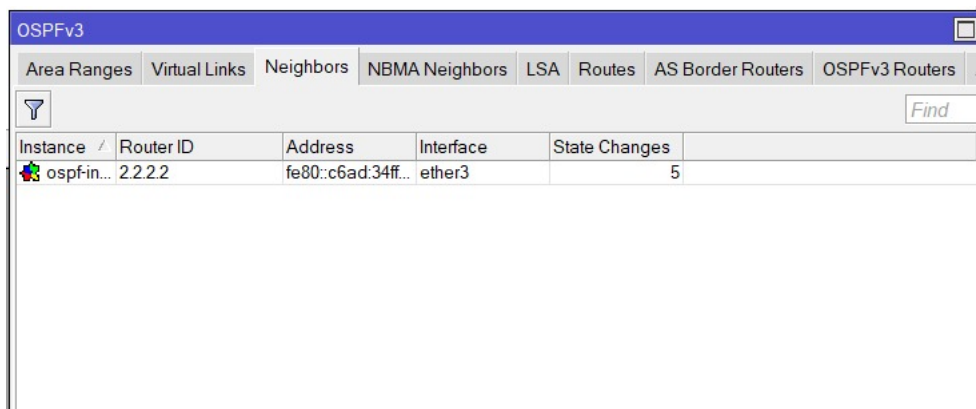 OSPFv3
Area Ranges Virtual Links Neighbors NBMA Neighbors LSA Routes AS Border Routers OSPFv3 Routers
Find
Instance Router ID Address Interface State Changes
ospf-in... 2.2.2.2 fe80::c6ad:34ff... ether3 5